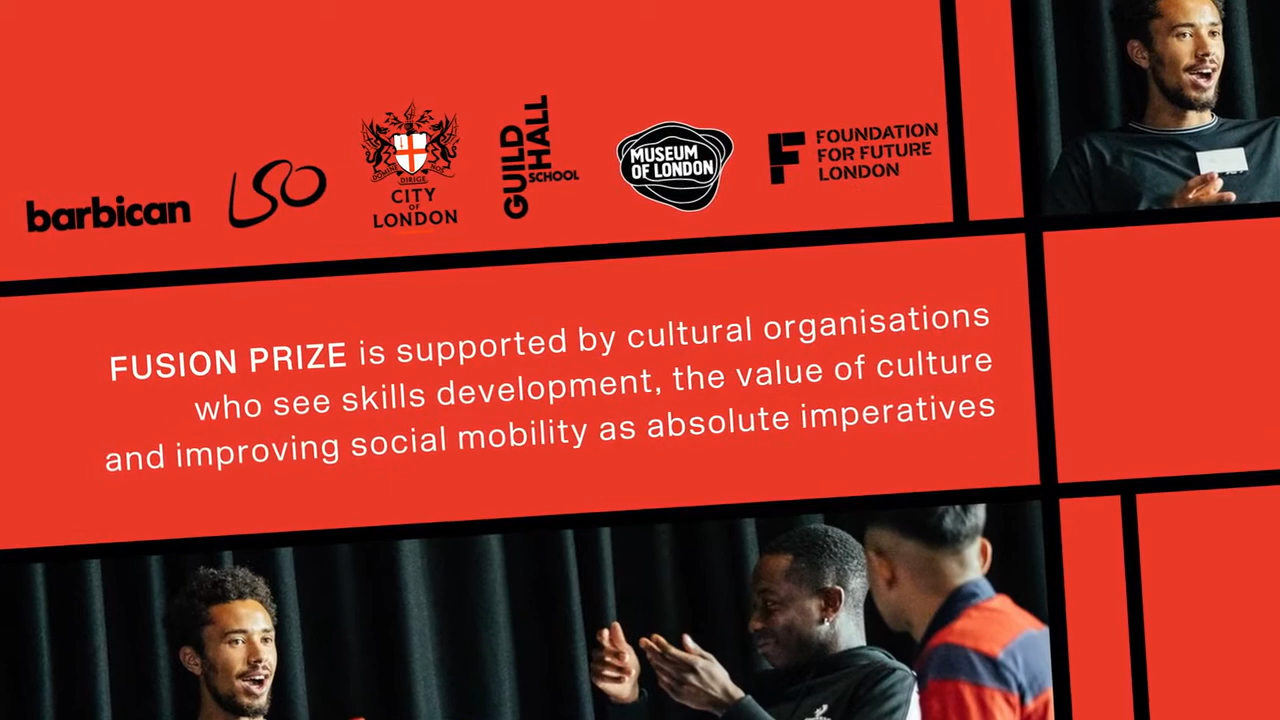 barbican
LSO
DOMINE DIRIGE NOS
CITY
OF
LONDON
GUILD
HALL
SCHOOL
MUSEUM
OF LONDON
F
FOUNDATION
FOR FUTURE
LONDON
FUSION PRIZE is supported by cultural organisations
who see skills development, the value of culture
and improving social mobility as absolute imperatives